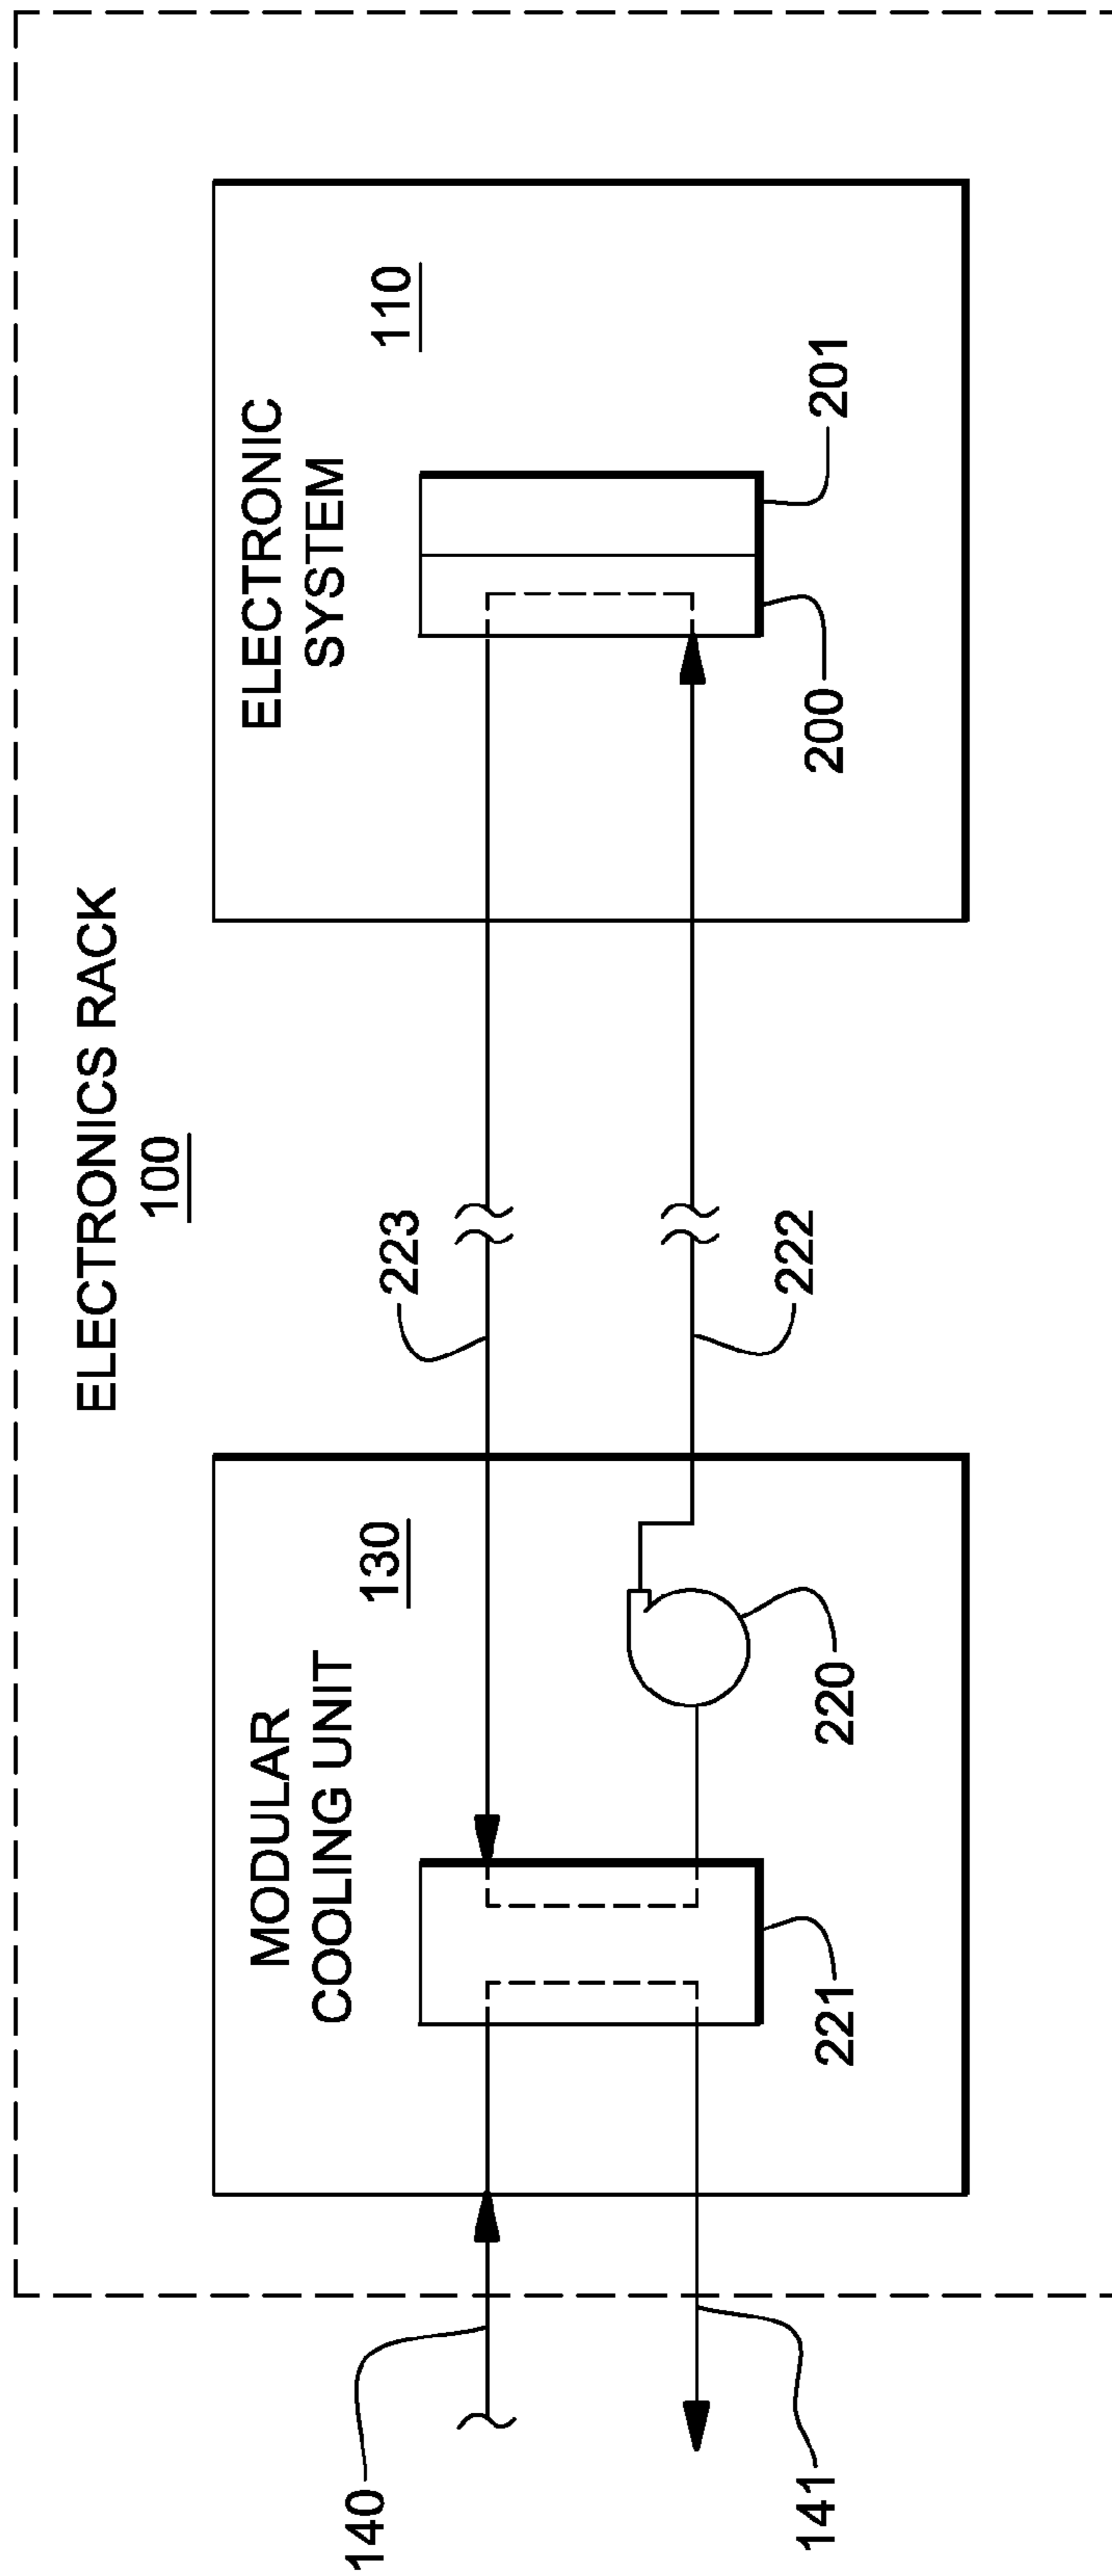 ELECTRONICS RACK
100
MODULAR
COOLING UNIT
130
ELECTRONIC
SYSTEM
110
140
141
221
220
223
222
200
201